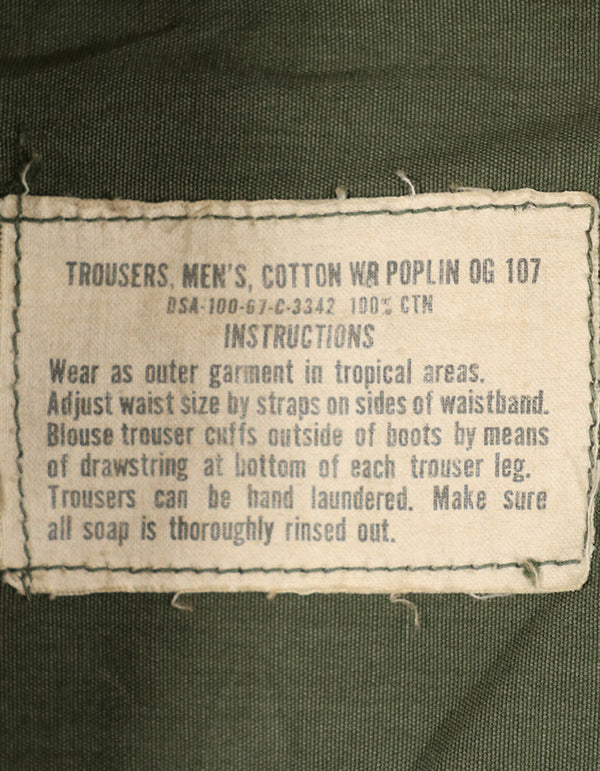 TROUSERS, MEN'S, COTTON WR POPLIN OG 107
DSA-100-67-C-3342 100% CTN
INSTRUCTIONS
Wear as outer garment in tropical areas.
Adjust waist size by straps on sides of waistband.
Blouse trouser cuffs outside of boots by means
of drawstring at bottom of each trouser leg.
Trousers can be hand laundered. Make sure
all soap is thoroughly rinsed out.